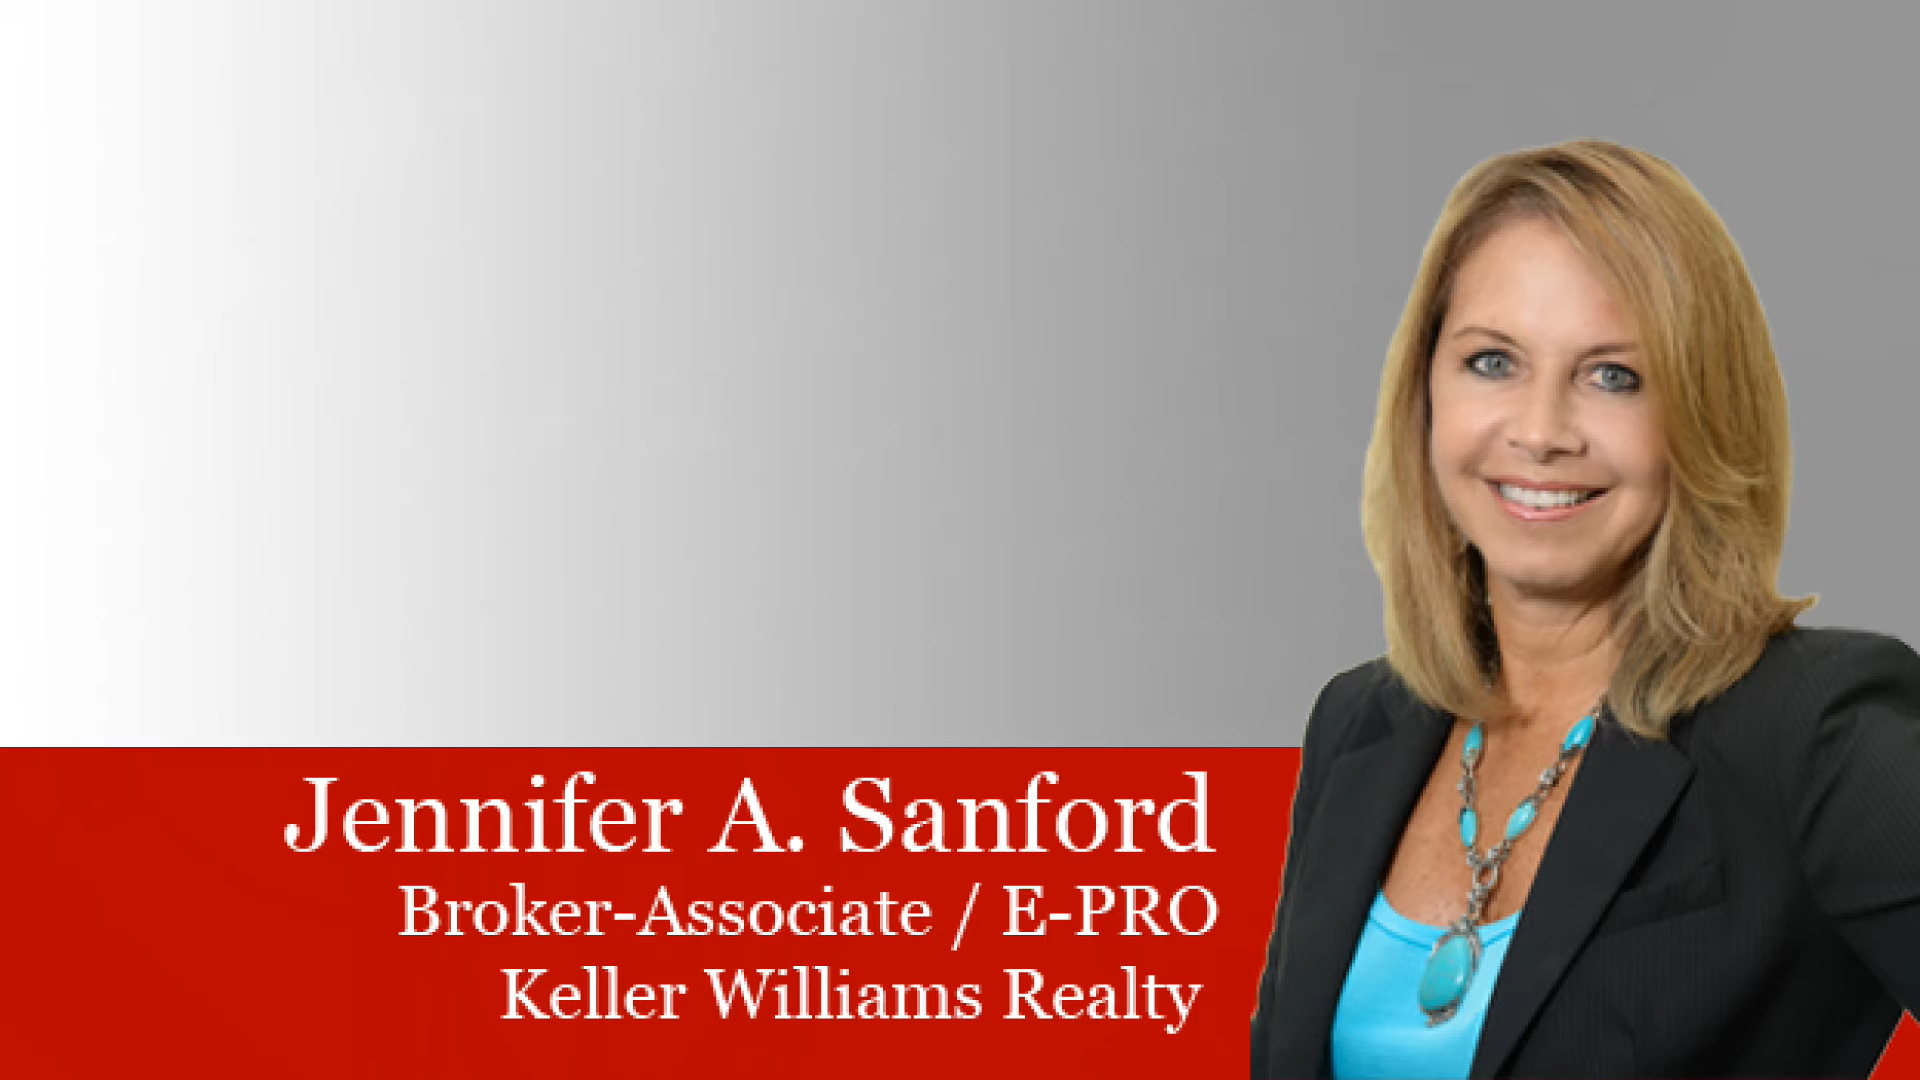 Jennifer A. Sanford
Broker-Associate / E-PRO
Keller Williams Realty